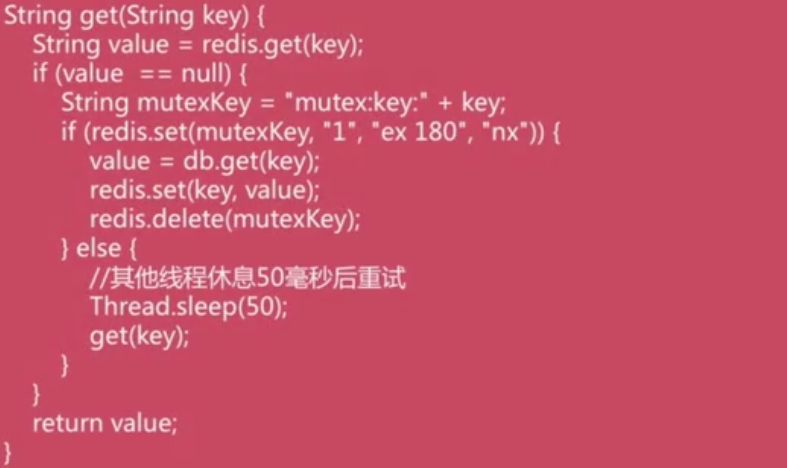 String get(String key) {
String value = redis.get(key);
if (value == null) {
String mutexKey = "mutex:key:" + key;
if (redis.set(mutexKey, "1", "ex 180", "nx")) {
value = db.get(key);
redis.set(key, value);
redis.delete(mutexKey);
} else {
//其他线程休息50毫秒后重试
Thread.sleep(50);
get(key);
}
}
return value;
}